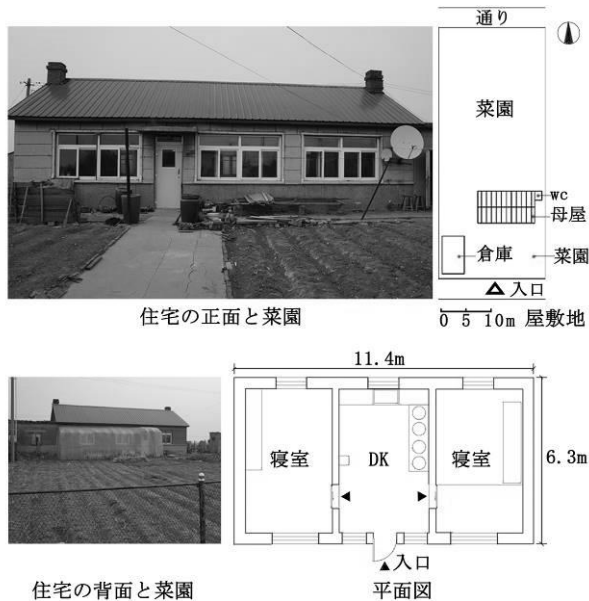 通り
菜園
wc
母屋
倉庫
菜園
入口
0 5 10m 屋敷地
住宅の正面と菜園
11.4m
寝室
DK
寝室
6.3m
入口
住宅の背面と菜園
平面図